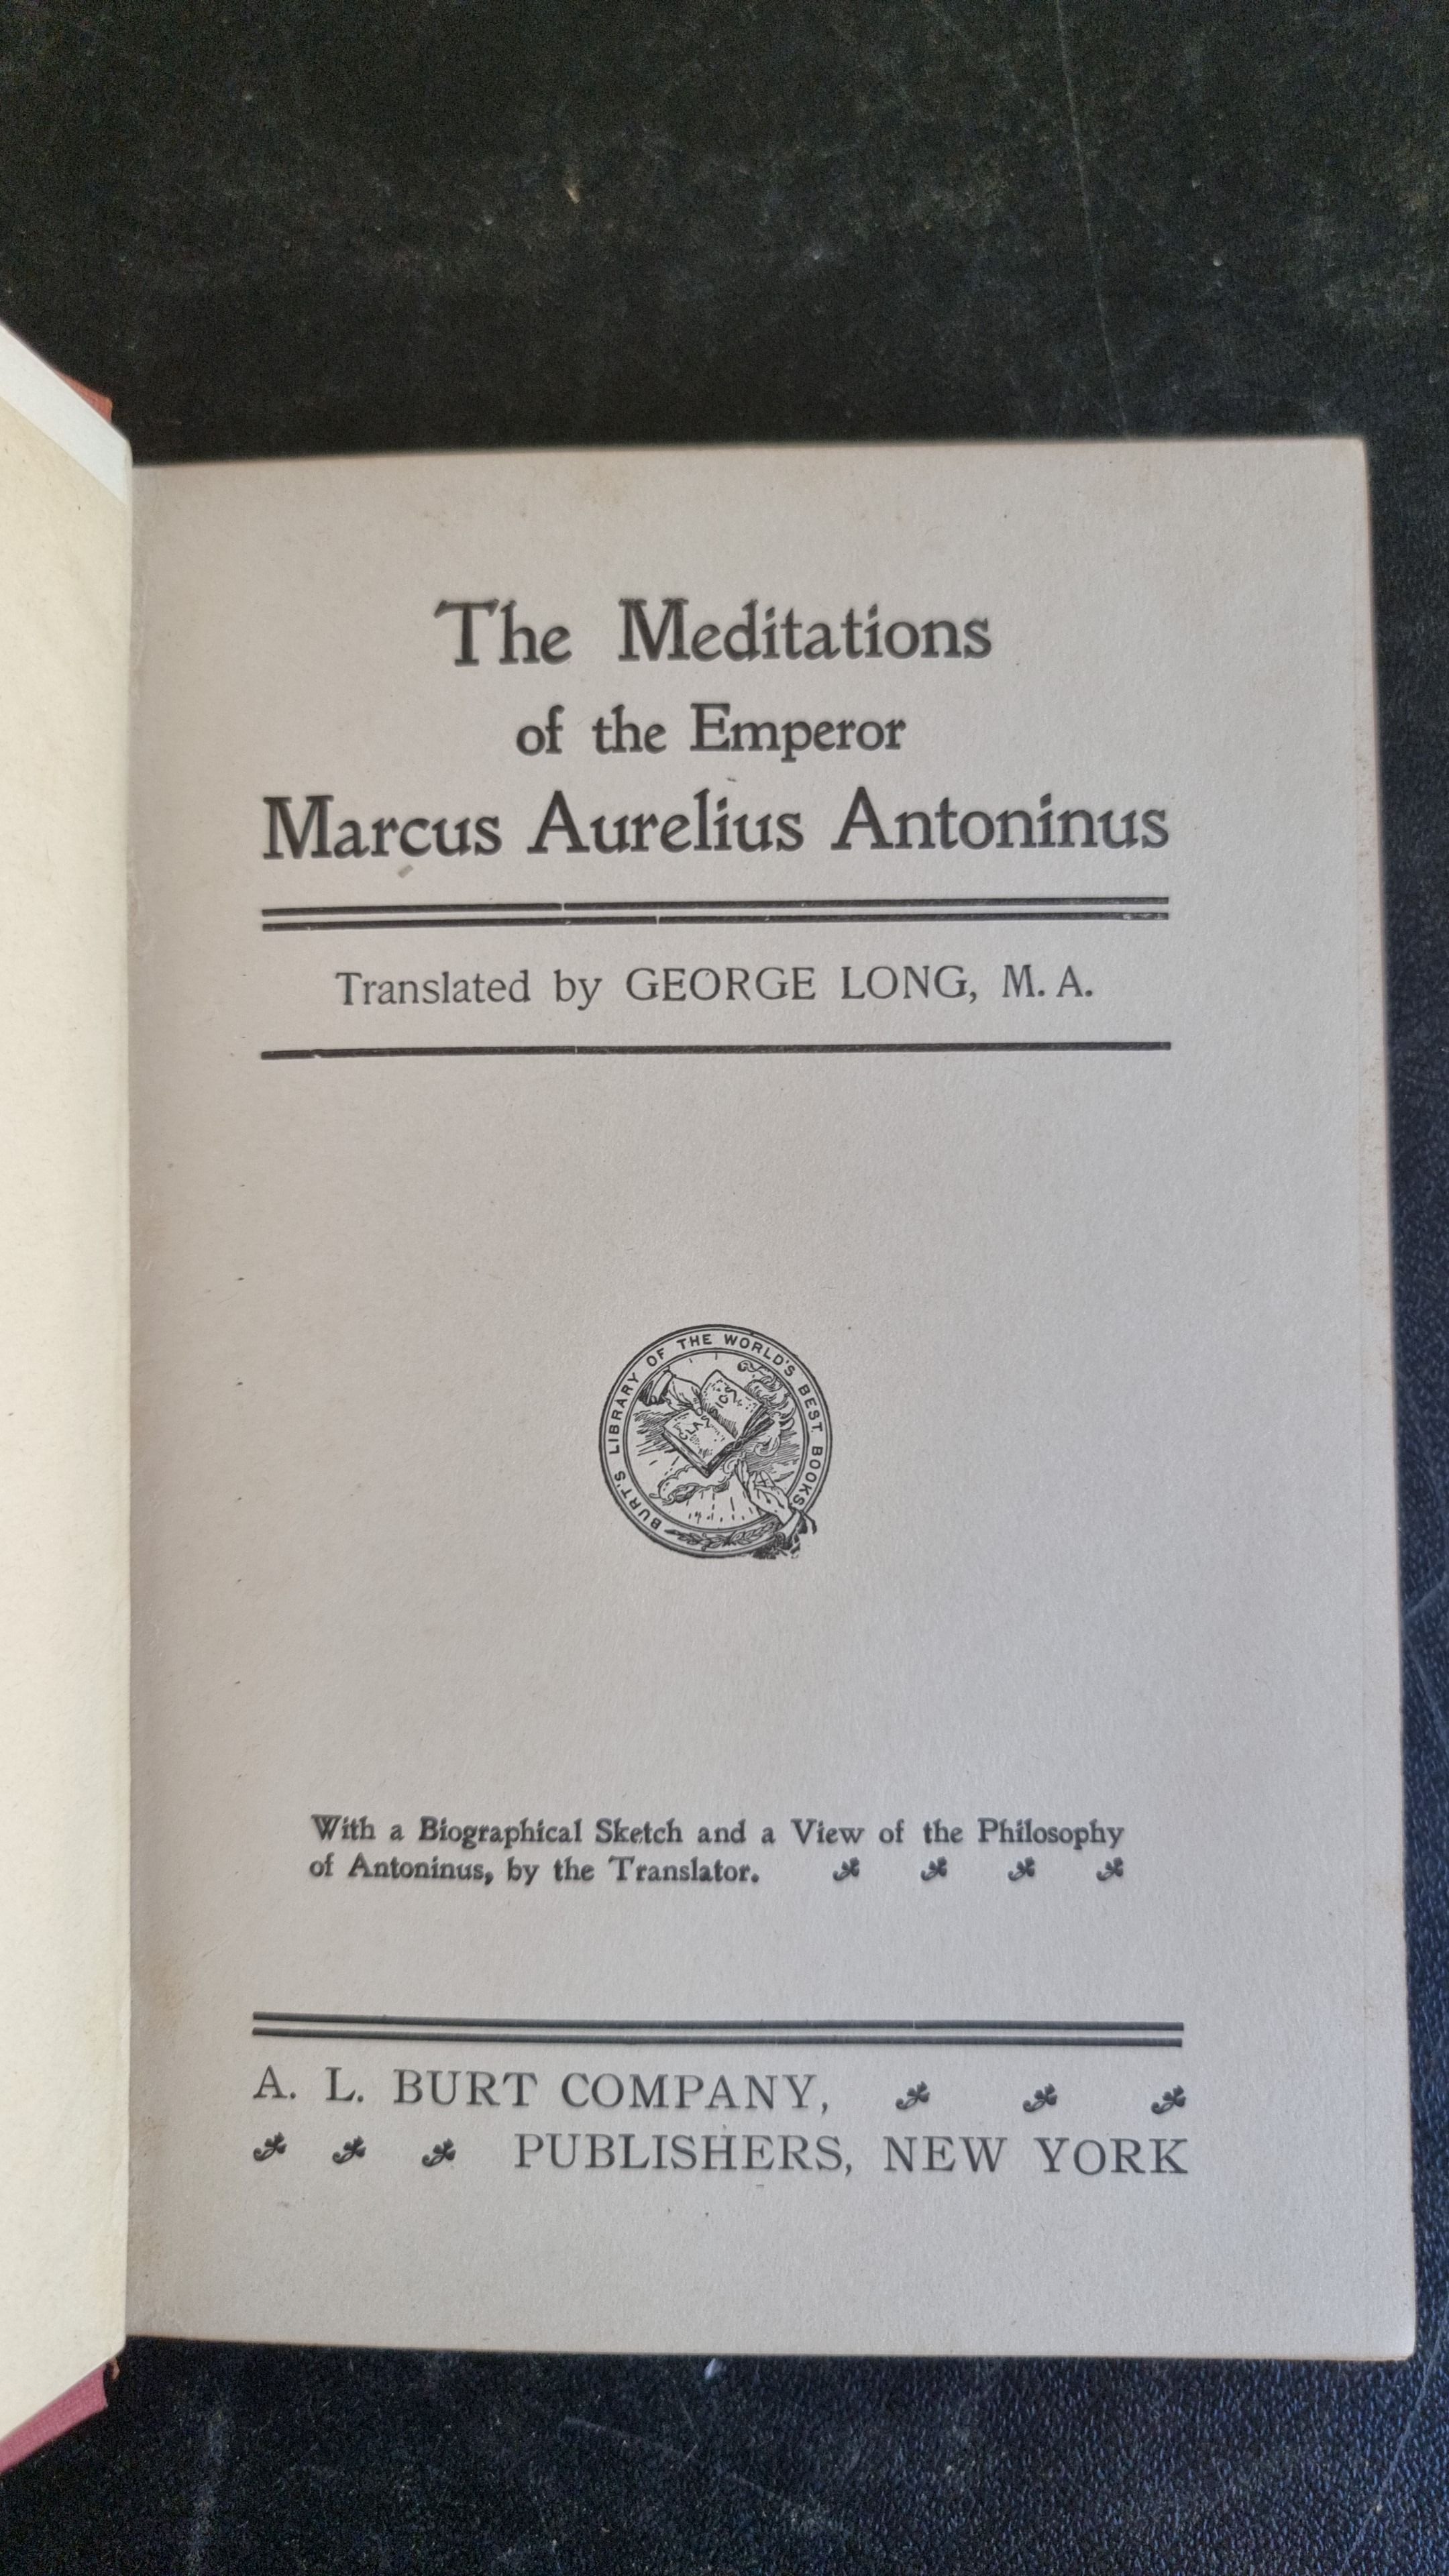 The Meditations
of the Emperor
Marcus Aurelius Antoninus
Translated by GEORGE LONG, M. A.
BURT'S LIBRARY OF THE WORLD'S BEST BOOKS
CLASSICS
With a Biographical Sketch and a View of the Philosophy
of Antoninus, by the Translator.
A. L. BURT COMPANY,
PUBLISHERS, NEW YORK